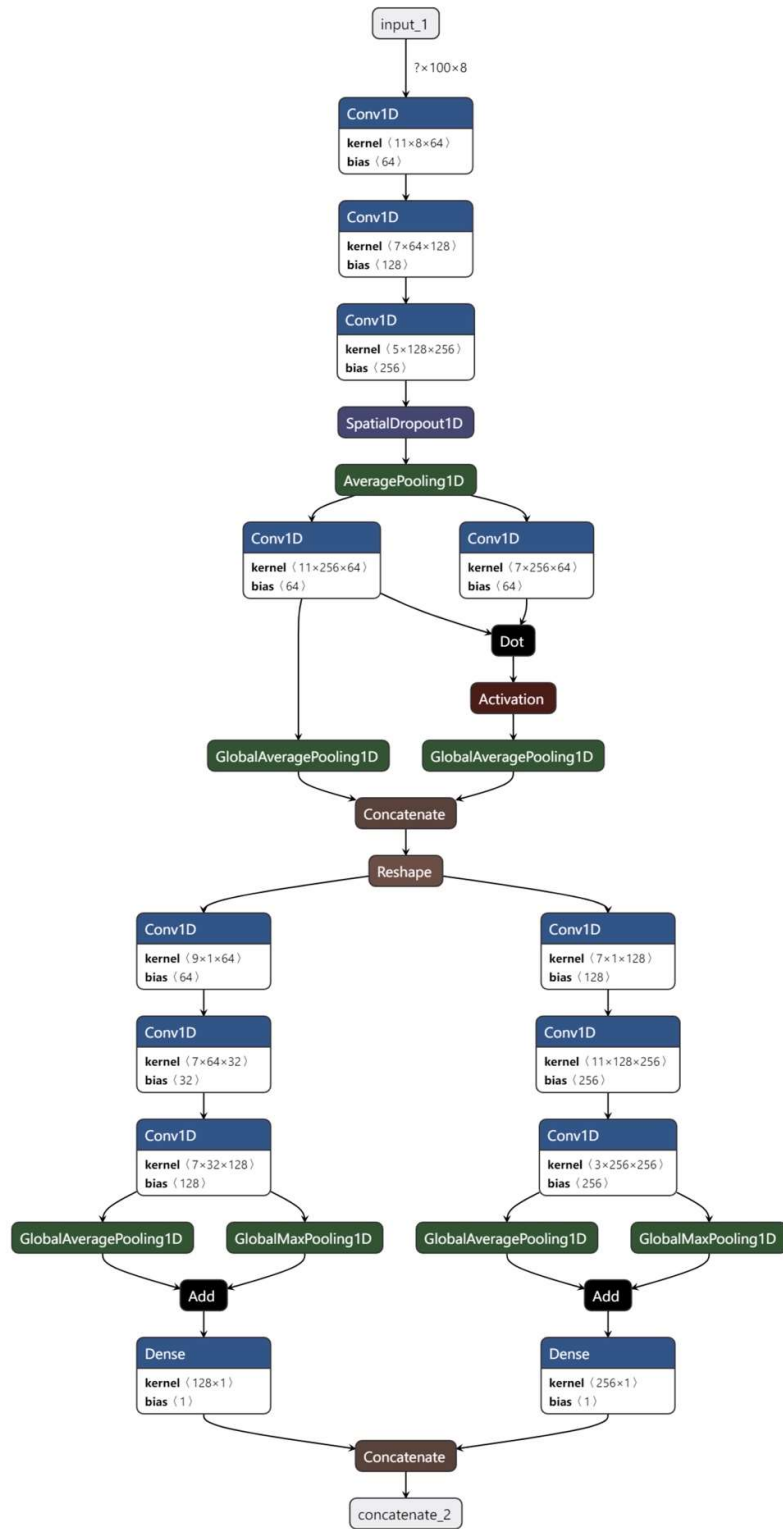 input_1
?×100×8
Conv1D
kernel ⟨11×8×64⟩
bias ⟨64⟩
Conv1D
kernel ⟨7×64×128⟩
bias ⟨128⟩
Conv1D
kernel ⟨5×128×256⟩
bias ⟨256⟩
SpatialDropout1D
AveragePooling1D
Conv1D
kernel ⟨11×256×64⟩
bias ⟨64⟩
Conv1D
kernel ⟨7×256×64⟩
bias ⟨64⟩
Dot
Activation
GlobalAveragePooling1D
GlobalAveragePooling1D
Concatenate
Reshape
Conv1D
kernel ⟨9×1×64⟩
bias ⟨64⟩
Conv1D
kernel ⟨7×1×128⟩
bias ⟨128⟩
Conv1D
kernel ⟨7×64×32⟩
bias ⟨32⟩
Conv1D
kernel ⟨11×128×256⟩
bias ⟨256⟩
Conv1D
kernel ⟨7×32×128⟩
bias ⟨128⟩
Conv1D
kernel ⟨3×256×256⟩
bias ⟨256⟩
GlobalAveragePooling1D
GlobalMaxPooling1D
GlobalAveragePooling1D
GlobalMaxPooling1D
Add
Add
Dense
kernel ⟨128×1⟩
bias ⟨1⟩
Dense
kernel ⟨256×1⟩
bias ⟨1⟩
Concatenate
concatenate_2